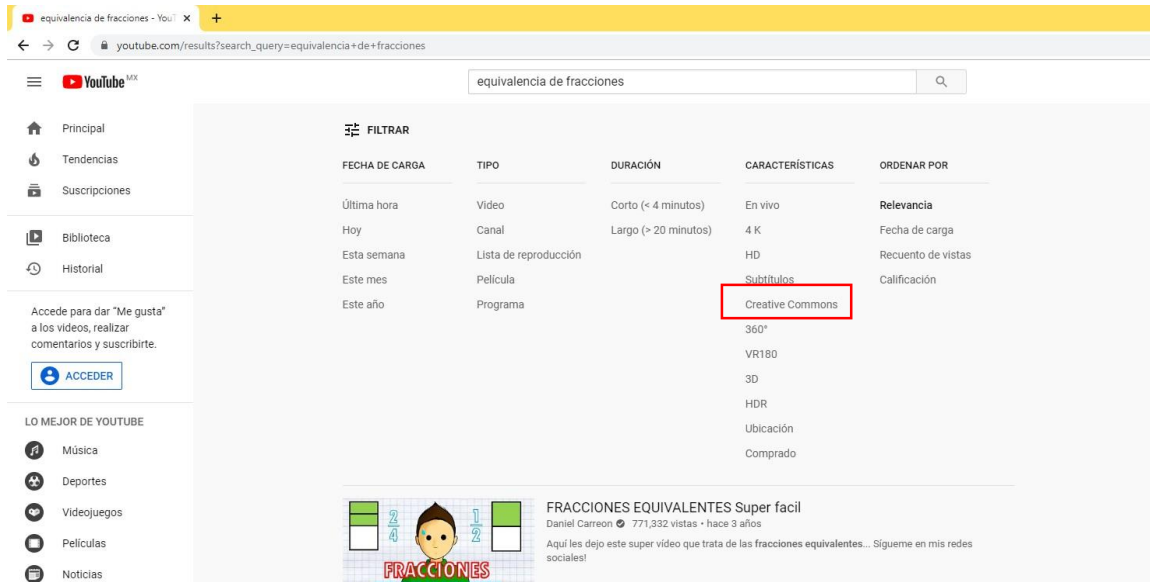 equivalencia de fracciones - YouT
youtube.com/results?search_query=equivalencia+de+fracciones
YouTube MX
equivalencia de fracciones
Principal
Tendencias
Suscripciones
Biblioteca
Historial
Accede para dar “Me gusta”
a los videos, realizar
comentarios y suscribirte.
ACCEDER
LO MEJOR DE YOUTUBE
Música
Deportes
Videojuegos
Películas
Noticias
FILTRAR
FECHA DE CARGA
Última hora
Hoy
Esta semana
Este mes
Este año
TIPO
Video
Canal
Lista de reproducción
Película
Programa
DURACIÓN
Corto (< 4 minutos)
Largo (> 20 minutos)
CARACTERÍSTICAS
En vivo
4 K
HD
Subtítulos
Creative Commons
360°
VR180
3D
HDR
Ubicación
Comprado
ORDENAR POR
Relevancia
Fecha de carga
Recuento de vistas
Calificación
2
4
1
2
FRACCIONES
FRACCIONES EQUIVALENTES Super facil
Daniel Carreon 771,332 vistas • hace 3 años
Aquí les dejo este super vídeo que trata de las fracciones equivalentes... Sígueme en mis redes
sociales!